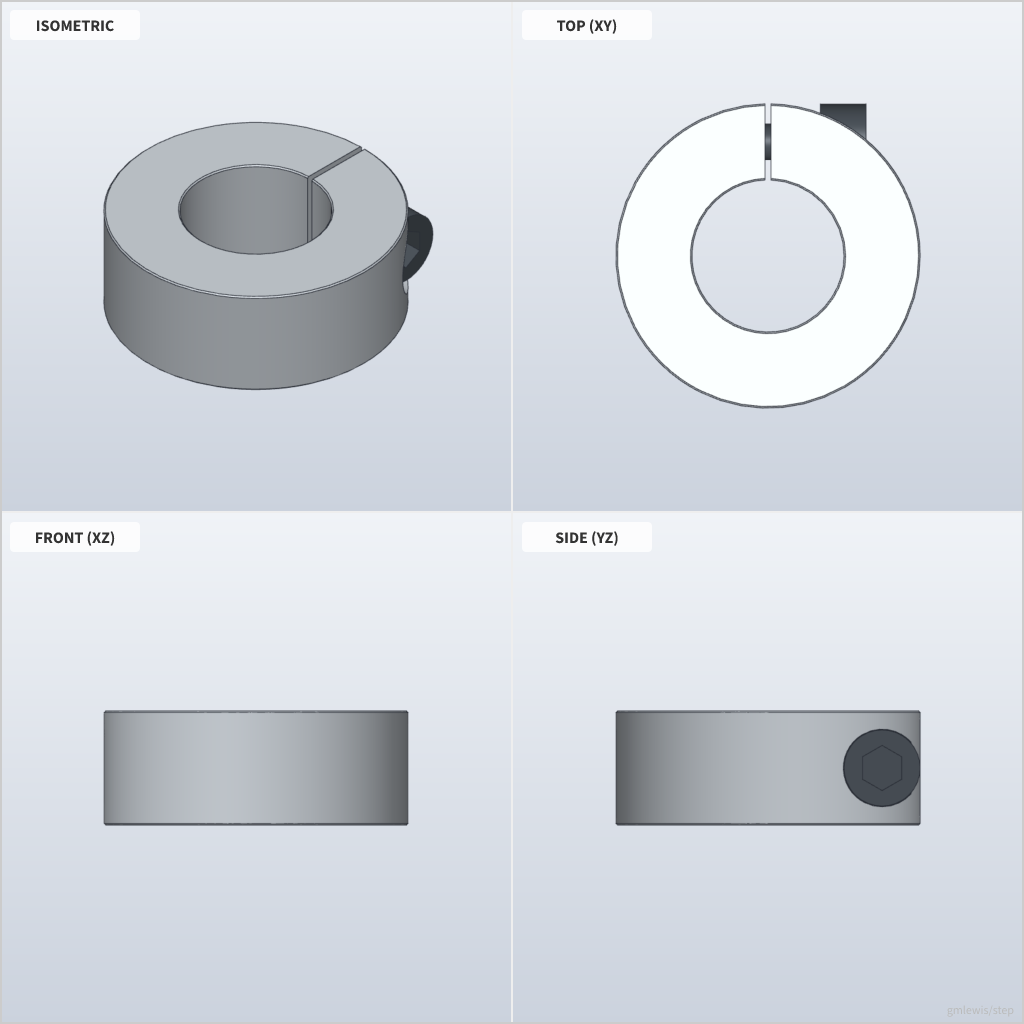 ISOMETRIC
TOP (XY)
FRONT (XZ)
SIDE (YZ)
gmlewis/step